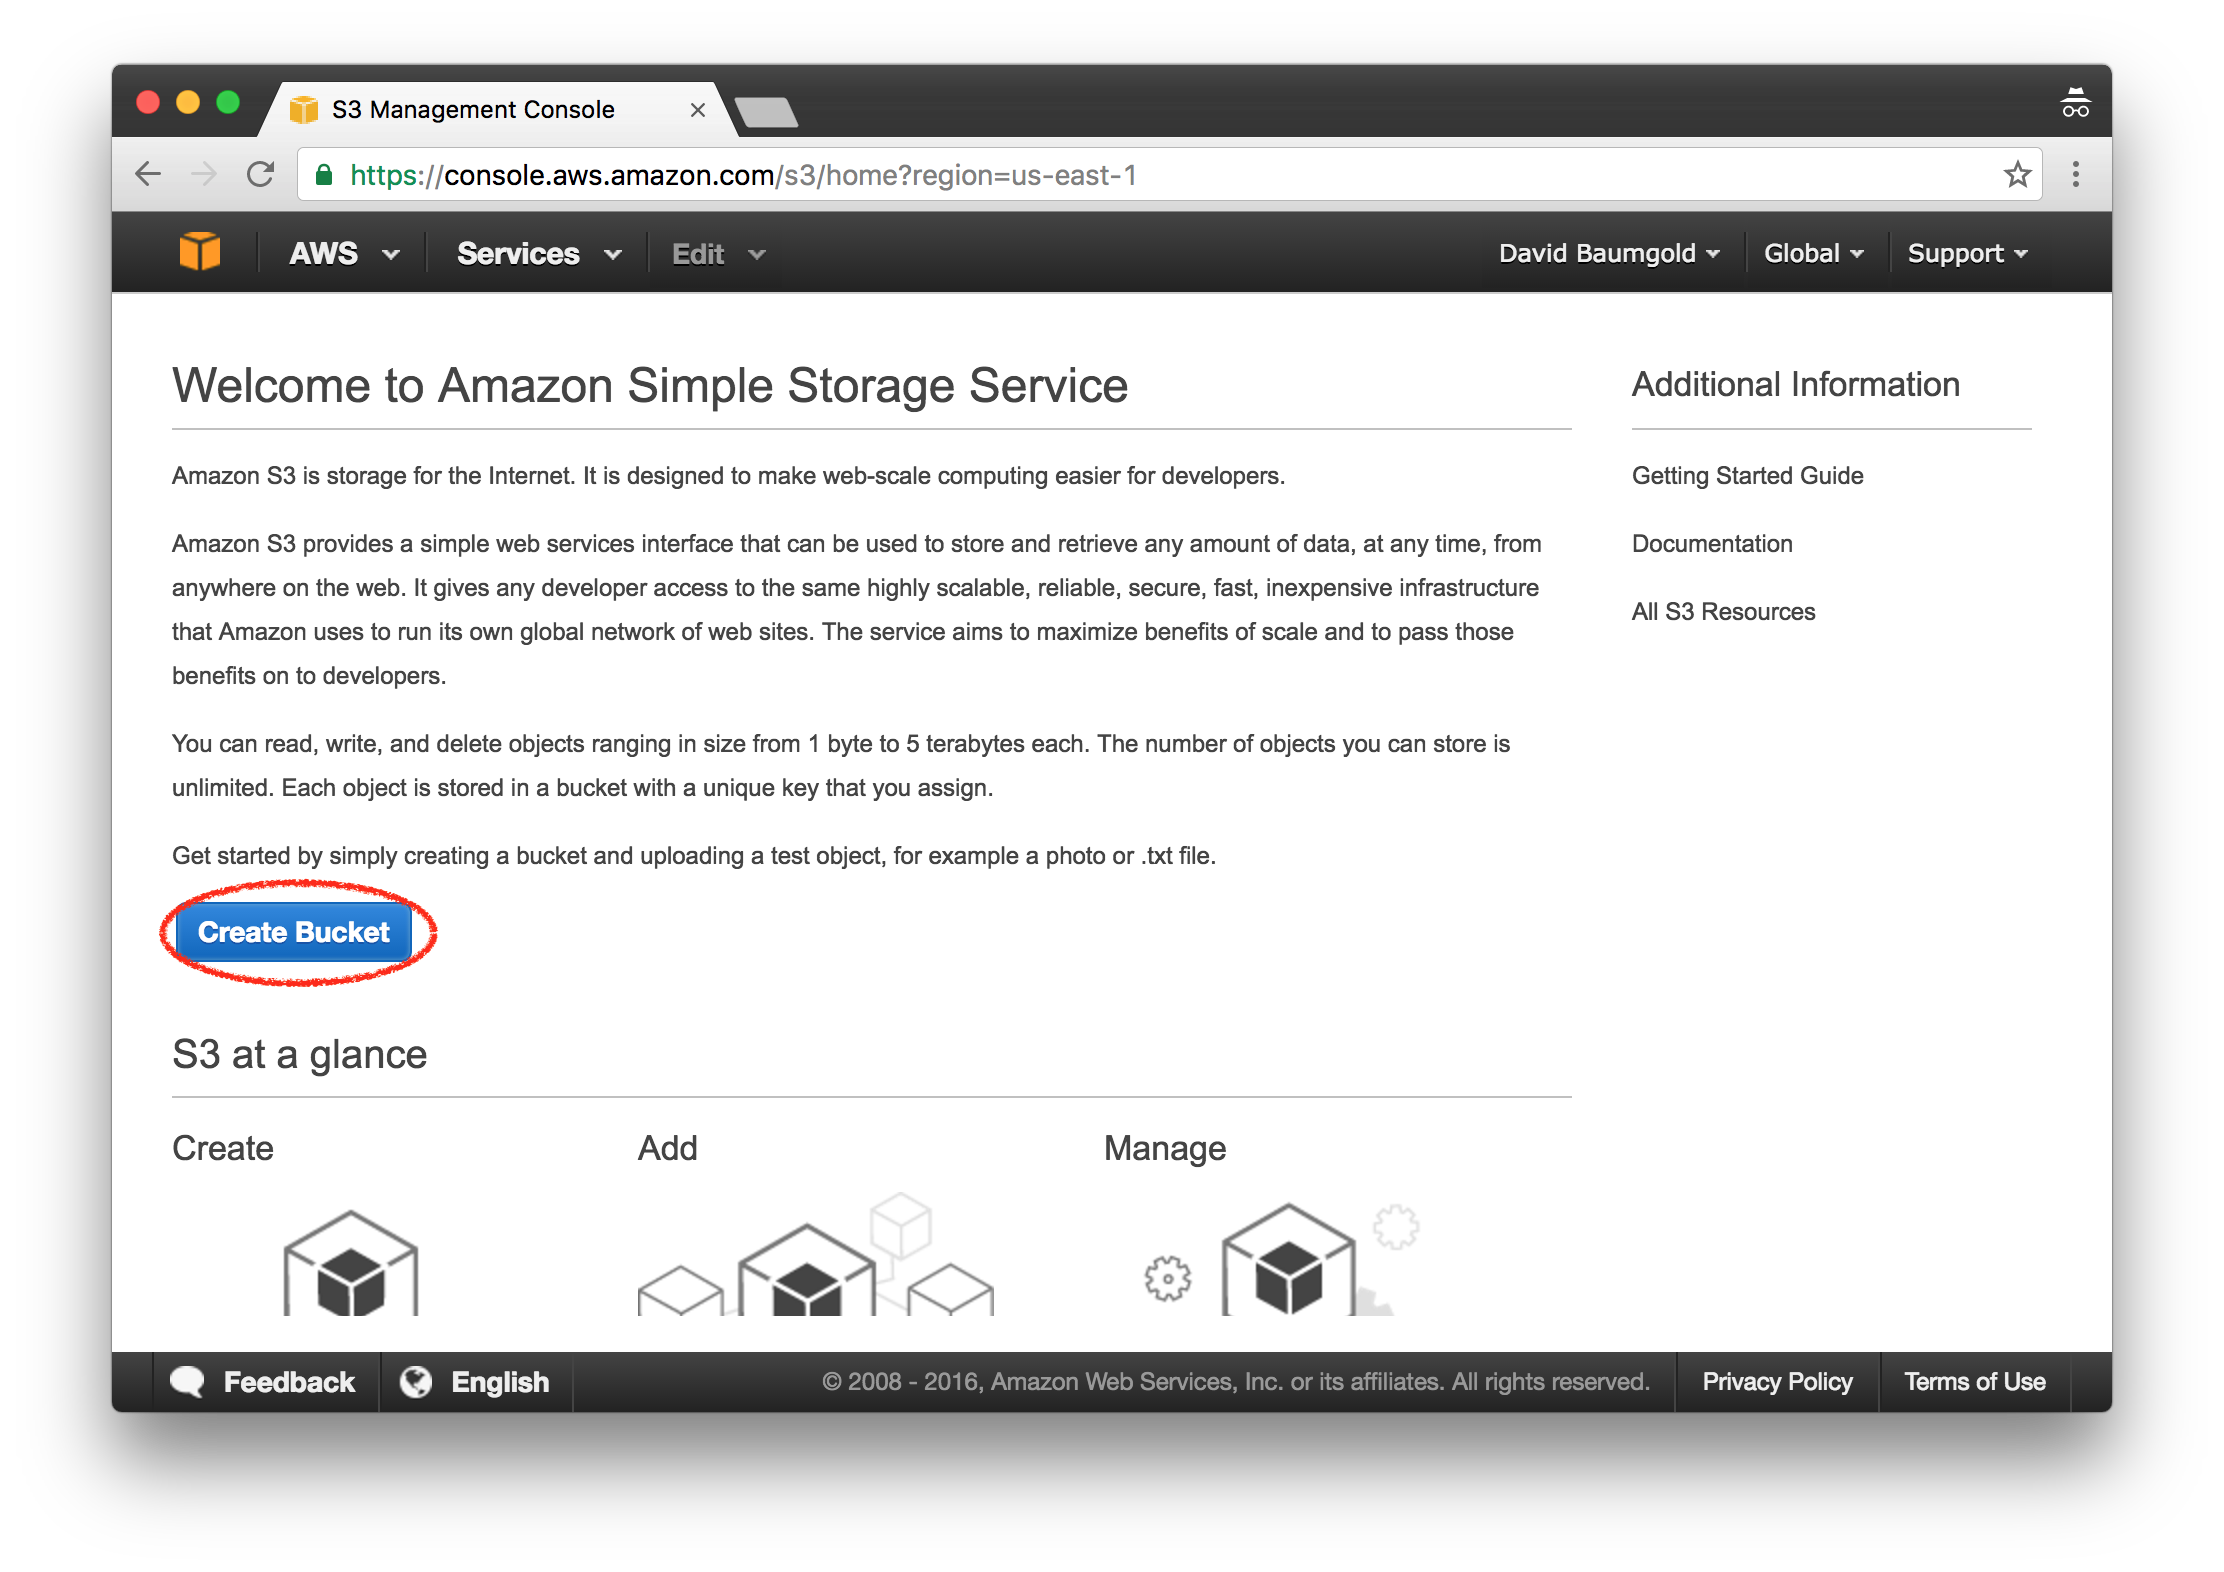 S3 Management Console
https://console.aws.amazon.com/s3/home?region=us-east-1
AWS Services Edit David Baumgold Global Support
Welcome to Amazon Simple Storage Service
Amazon S3 is storage for the Internet. It is designed to make web-scale computing easier for developers.
Amazon S3 provides a simple web services interface that can be used to store and retrieve any amount of data, at any time, from
anywhere on the web. It gives any developer access to the same highly scalable, reliable, secure, fast, inexpensive infrastructure
that Amazon uses to run its own global network of web sites. The service aims to maximize benefits of scale and to pass those
benefits on to developers.
You can read, write, and delete objects ranging in size from 1 byte to 5 terabytes each. The number of objects you can store is
unlimited. Each object is stored in a bucket with a unique key that you assign.
Get started by simply creating a bucket and uploading a test object, for example a photo or .txt file.
Create Bucket
S3 at a glance
Create
Add
Manage
Additional Information
Getting Started Guide
Documentation
All S3 Resources
Feedback English © 2008 - 2016, Amazon Web Services, Inc. or its affiliates. All rights reserved. Privacy Policy Terms of Use